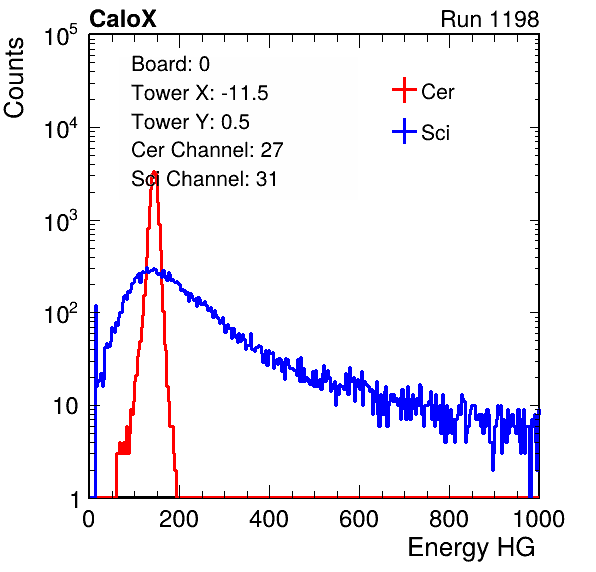 CaloX Run 1198
10^5
Counts
Board: 0
Tower X: -11.5
Tower Y: 0.5
Cer Channel: 27
Sci Channel: 31
Cer
Sci
10^4
10^3
10^2
10
1
0 200 400 600 800 1000
Energy HG